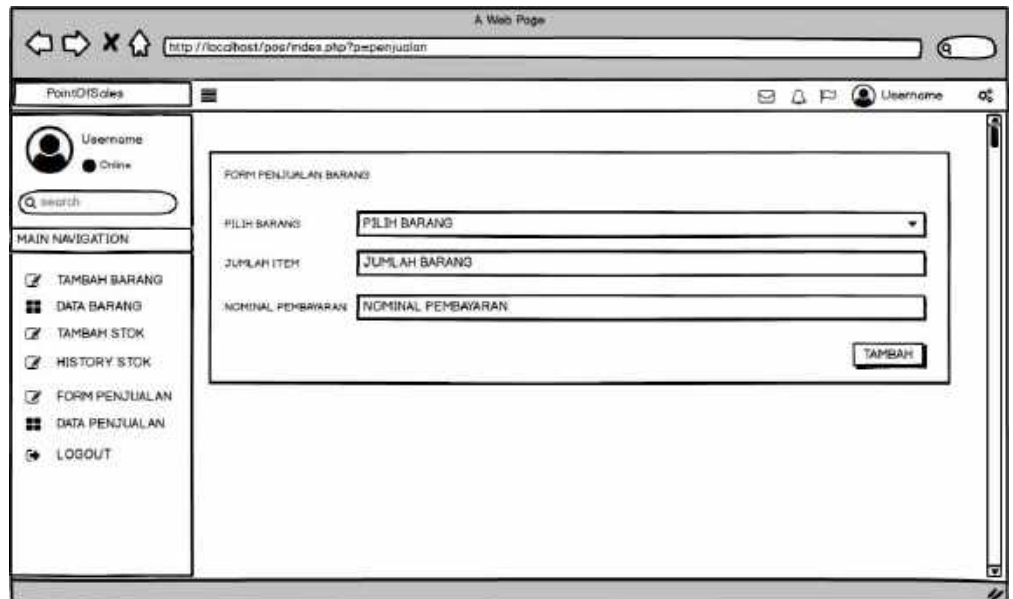 A Web Page
http://localhost/pos/index.php?p=penjualan
PointOfSales
Username
Username
Online
search
MAIN NAVIGATION
TAMBAH BARANG
DATA BARANG
TAMBAH STOK
HISTORY STOK
FORM PENJUALAN
DATA PENJUALAN
LOGOUT
FORM PENJUALAN BARANG
PILIH BARANG PILIH BARANG
JUMLAH ITEM JUMLAH BARANG
NOMINAL PEMBAYARAN NOMINAL PEMBAYARAN
TAMBAH